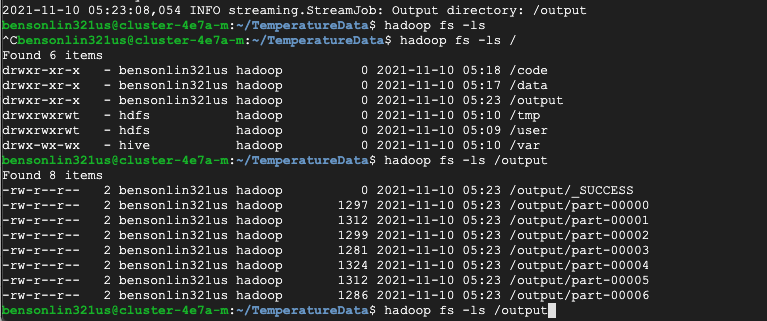 2021-11-10 05:23:08,054 INFO streaming.StreamJob: Output directory: /output
bensonlin321us@cluster-4e7a-m:~/TemperatureData$ hadoop fs -ls
^Cbensonlin321us@cluster-4e7a-m:~/TemperatureData$ hadoop fs -ls /
Found 6 items
drwxr-xr-x   - bensonlin321us hadoop          0 2021-11-10 05:18 /code
drwxr-xr-x   - bensonlin321us hadoop          0 2021-11-10 05:17 /data
drwxr-xr-x   - bensonlin321us hadoop          0 2021-11-10 05:23 /output
drwxrwxrwt   - hdfs           hadoop          0 2021-11-10 05:10 /tmp
drwxrwxrwt   - hdfs           hadoop          0 2021-11-10 05:09 /user
drwx-wx-wx   - hive           hadoop          0 2021-11-10 05:10 /var
bensonlin321us@cluster-4e7a-m:~/TemperatureData$ hadoop fs -ls /output
Found 8 items
-rw-r--r--   2 bensonlin321us hadoop          0 2021-11-10 05:23 /output/_SUCCESS
-rw-r--r--   2 bensonlin321us hadoop       1297 2021-11-10 05:23 /output/part-00000
-rw-r--r--   2 bensonlin321us hadoop       1312 2021-11-10 05:23 /output/part-00001
-rw-r--r--   2 bensonlin321us hadoop       1299 2021-11-10 05:23 /output/part-00002
-rw-r--r--   2 bensonlin321us hadoop       1281 2021-11-10 05:23 /output/part-00003
-rw-r--r--   2 bensonlin321us hadoop       1324 2021-11-10 05:23 /output/part-00004
-rw-r--r--   2 bensonlin321us hadoop       1312 2021-11-10 05:23 /output/part-00005
-rw-r--r--   2 bensonlin321us hadoop       1286 2021-11-10 05:23 /output/part-00006
bensonlin321us@cluster-4e7a-m:~/TemperatureData$ hadoop fs -ls /output